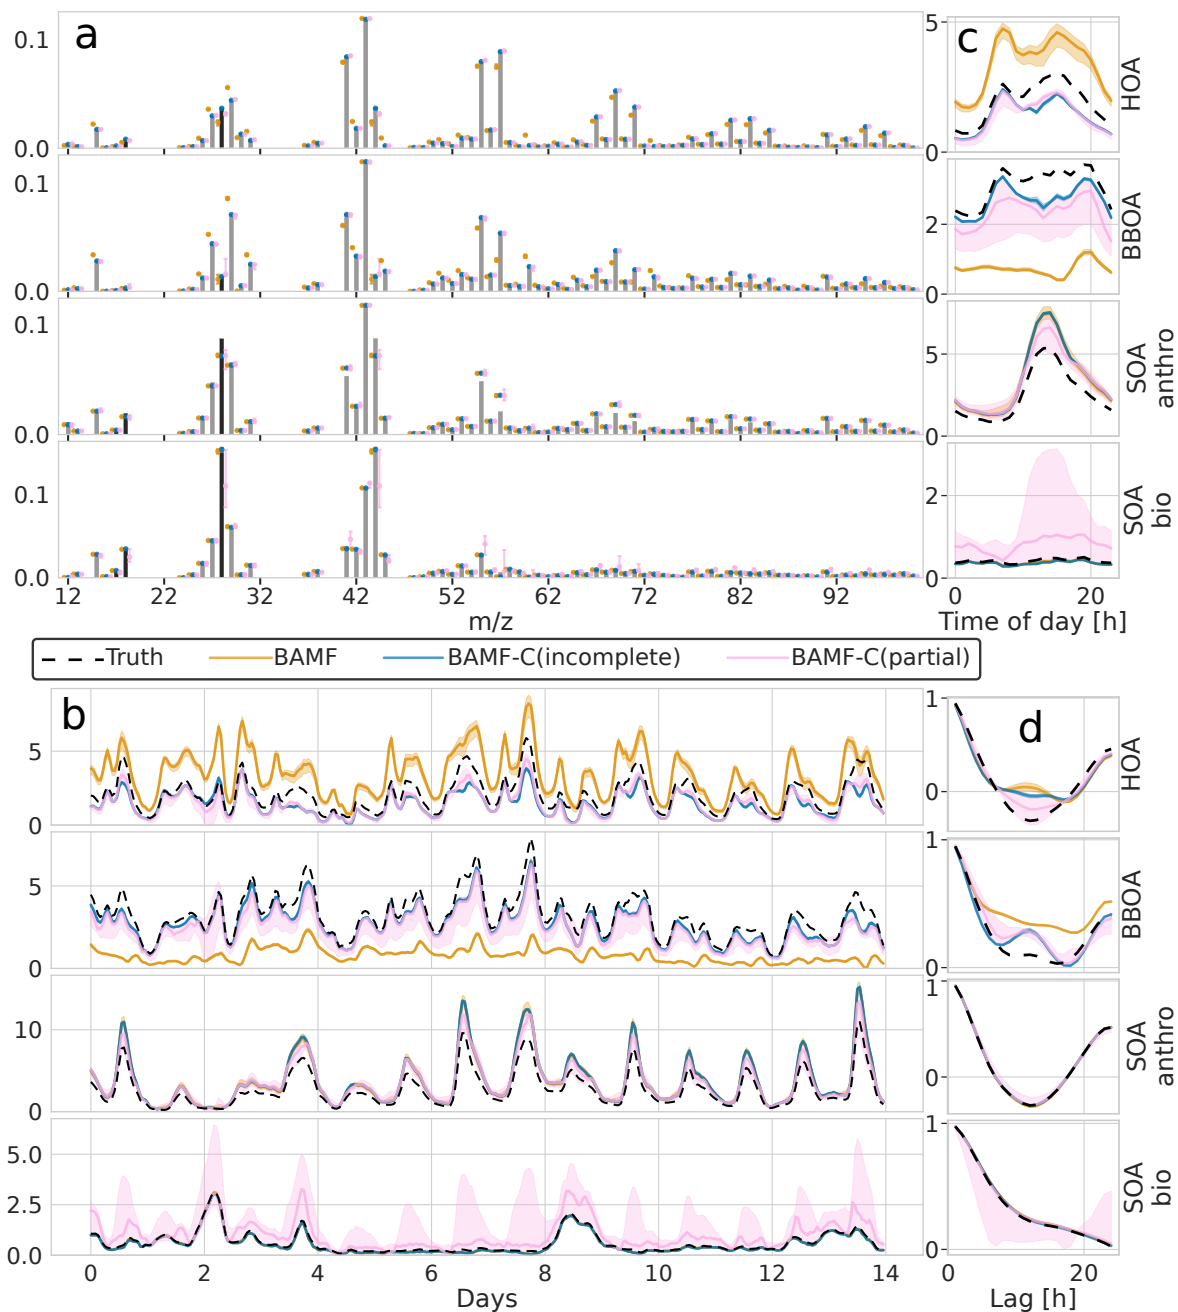 a
0.1
0.0
0.1
0.0
0.1
0.0
0.1
0.0
12 22 32 42 52 62 72 82 92
m/z
c
5
0
HOA
2
0
BBOA
5
0
SOA
anthro
2
0
SOA
bio
0 20
Time of day [h]
Truth BAMF BAMF-C(incomplete) BAMF-C(partial)
b
5
0
5
0
10
0
5.0
2.5
0.0
0 2 4 6 8 10 12 14
Days
d
1
0
HOA
1
0
BBOA
1
0
SOA
anthro
1
0
SOA
bio
0 20
Lag [h]